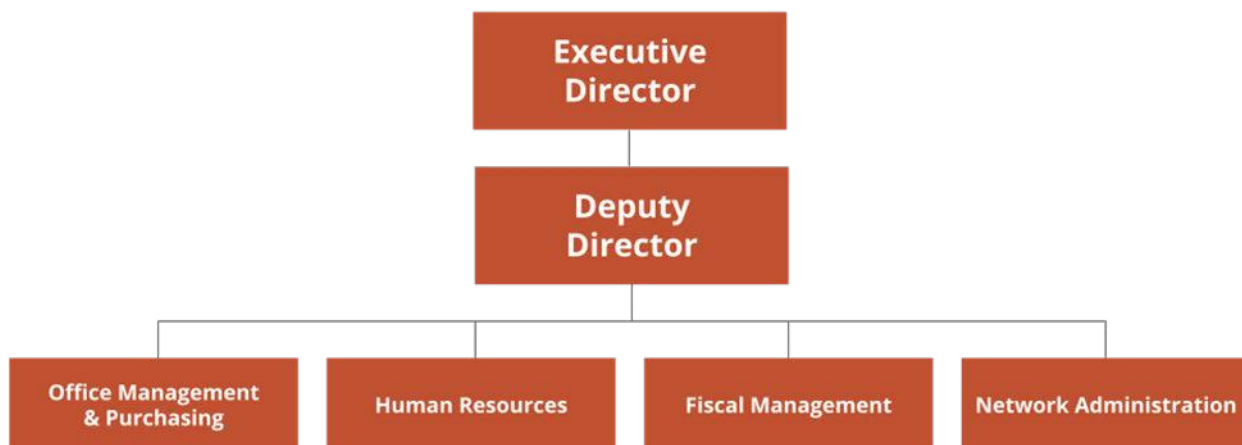 Executive
Director
Deputy
Director
Office Management
& Purchasing
Human Resources
Fiscal Management
Network Administration